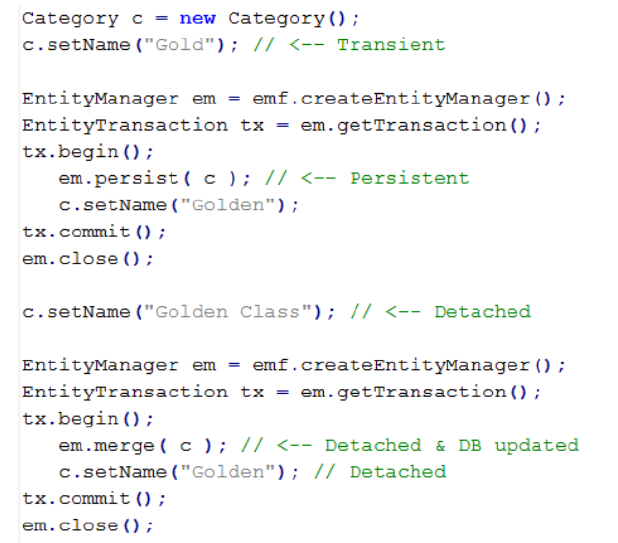 Category c = new Category();
c.setName("Gold"); // <-- Transient
EntityManager em = emf.createEntityManager();
EntityTransaction tx = em.getTransaction();
tx.begin();
em.persist( c ); // <-- Persistent
c.setName("Golden");
tx.commit();
em.close();
c.setName("Golden Class"); // <-- Detached
EntityManager em = emf.createEntityManager();
EntityTransaction tx = em.getTransaction();
tx.begin();
em.merge( c ); // <-- Detached & DB updated
c.setName("Golden"); // Detached
tx.commit();
em.close();